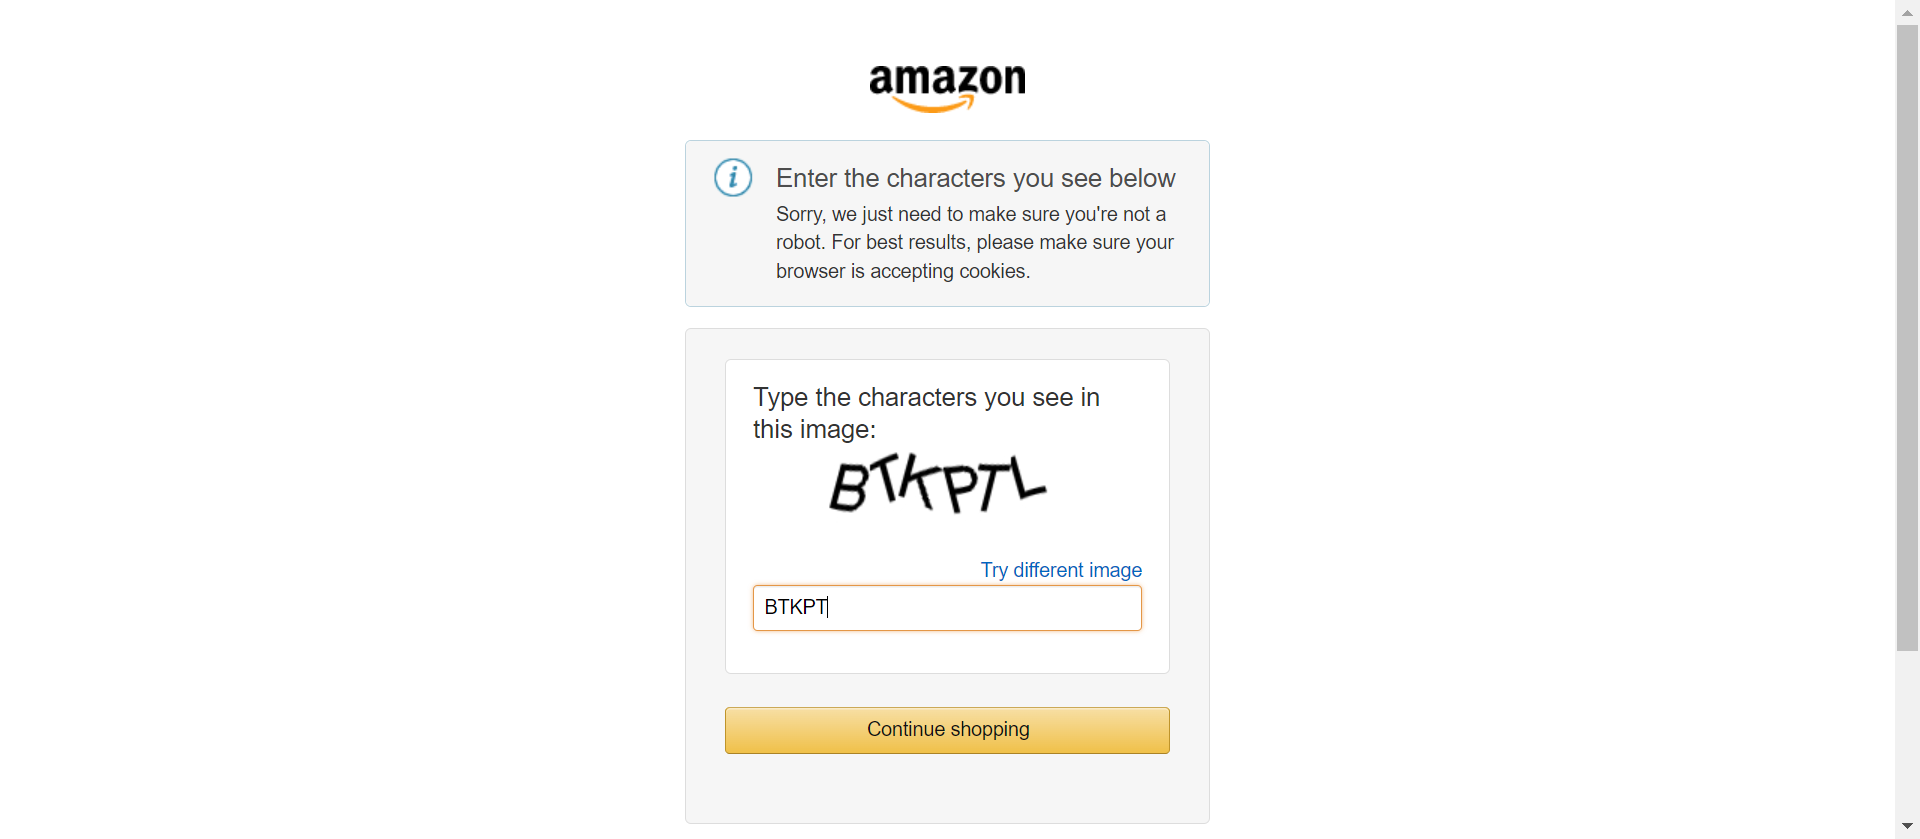 amazon
Enter the characters you see below
Sorry, we just need to make sure you're not a
robot. For best results, please make sure your
browser is accepting cookies.
Type the characters you see in
this image:
BTKPTL
Try different image
BTKPT
Continue shopping